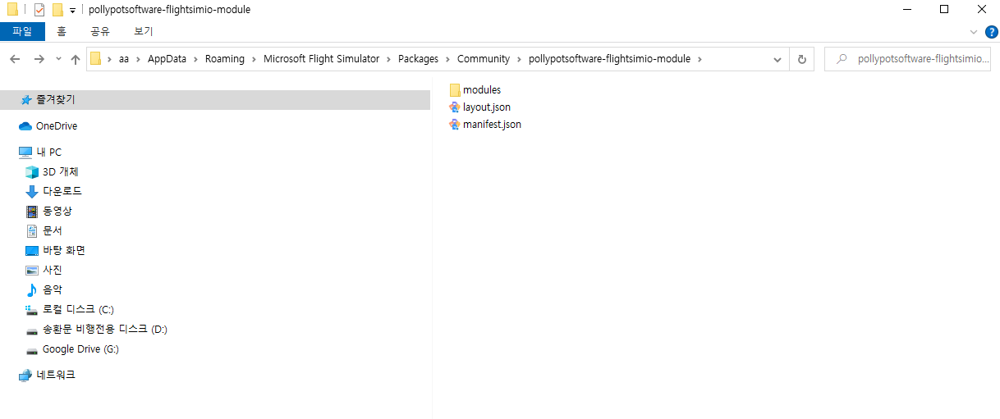 pollypotsoftware-flightsimio-module
파일 홈 공유 보기
aa > AppData > Roaming > Microsoft Flight Simulator > Packages > Community > pollypotsoftware-flightsimio-module >
pollypotsoftware-flightsimio...
즐겨찾기
OneDrive
내 PC
3D 개체
다운로드
동영상
문서
바탕 화면
사진
음악
로컬 디스크 (C:)
송환문 비행전용 디스크 (D:)
Google Drive (G:)
네트워크
modules
layout.json
manifest.json